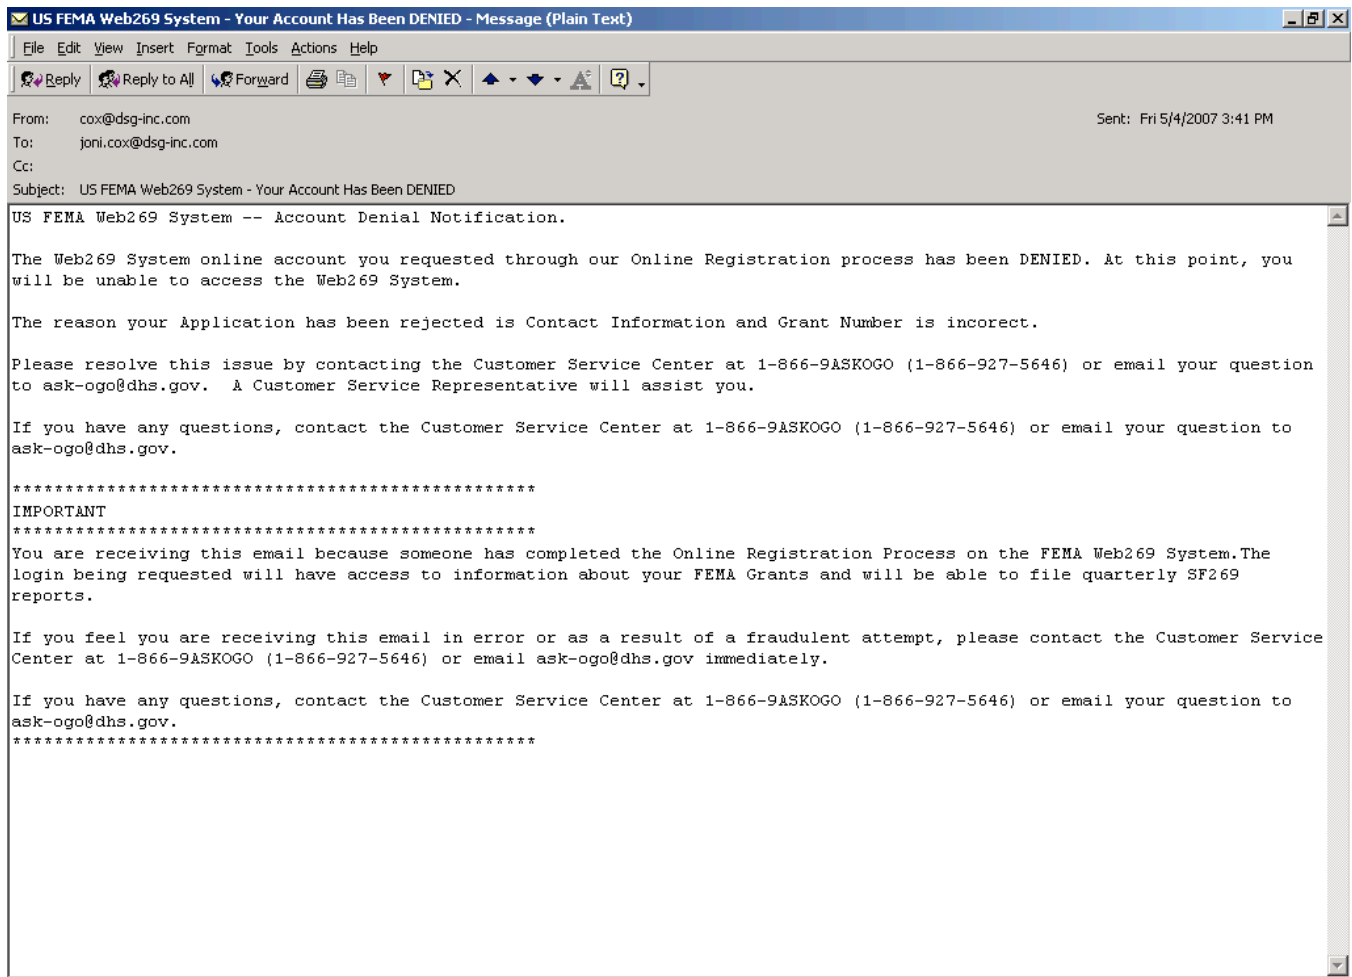 US FEMA Web269 System - Your Account Has Been DENIED - Message (Plain Text)
File Edit View Insert Format Tools Actions Help
Reply Reply to All Forward
From: cox@dsg-inc.com Sent: Fri 5/4/2007 3:41 PM
To: joni.cox@dsg-inc.com
Cc:
Subject: US FEMA Web269 System - Your Account Has Been DENIED
US FEMA Web269 System -- Account Denial Notification.
The Web269 System online account you requested through our Online Registration process has been DENIED. At this point, you
will be unable to access the Web269 System.
The reason your Application has been rejected is Contact Information and Grant Number is incorect.
Please resolve this issue by contacting the Customer Service Center at 1-866-9ASKOGO (1-866-927-5646) or email your question
to ask-ogo@dhs.gov.  A Customer Service Representative will assist you.
If you have any questions, contact the Customer Service Center at 1-866-9ASKOGO (1-866-927-5646) or email your question to
ask-ogo@dhs.gov.
**************************************************
IMPORTANT
**************************************************
You are receiving this email because someone has completed the Online Registration Process on the FEMA Web269 System.The
login being requested will have access to information about your FEMA Grants and will be able to file quarterly SF269
reports.
If you feel you are receiving this email in error or as a result of a fraudulent attempt, please contact the Customer Service
Center at 1-866-9ASKOGO (1-866-927-5646) or email ask-ogo@dhs.gov immediately.
If you have any questions, contact the Customer Service Center at 1-866-9ASKOGO (1-866-927-5646) or email your question to
ask-ogo@dhs.gov.
**************************************************